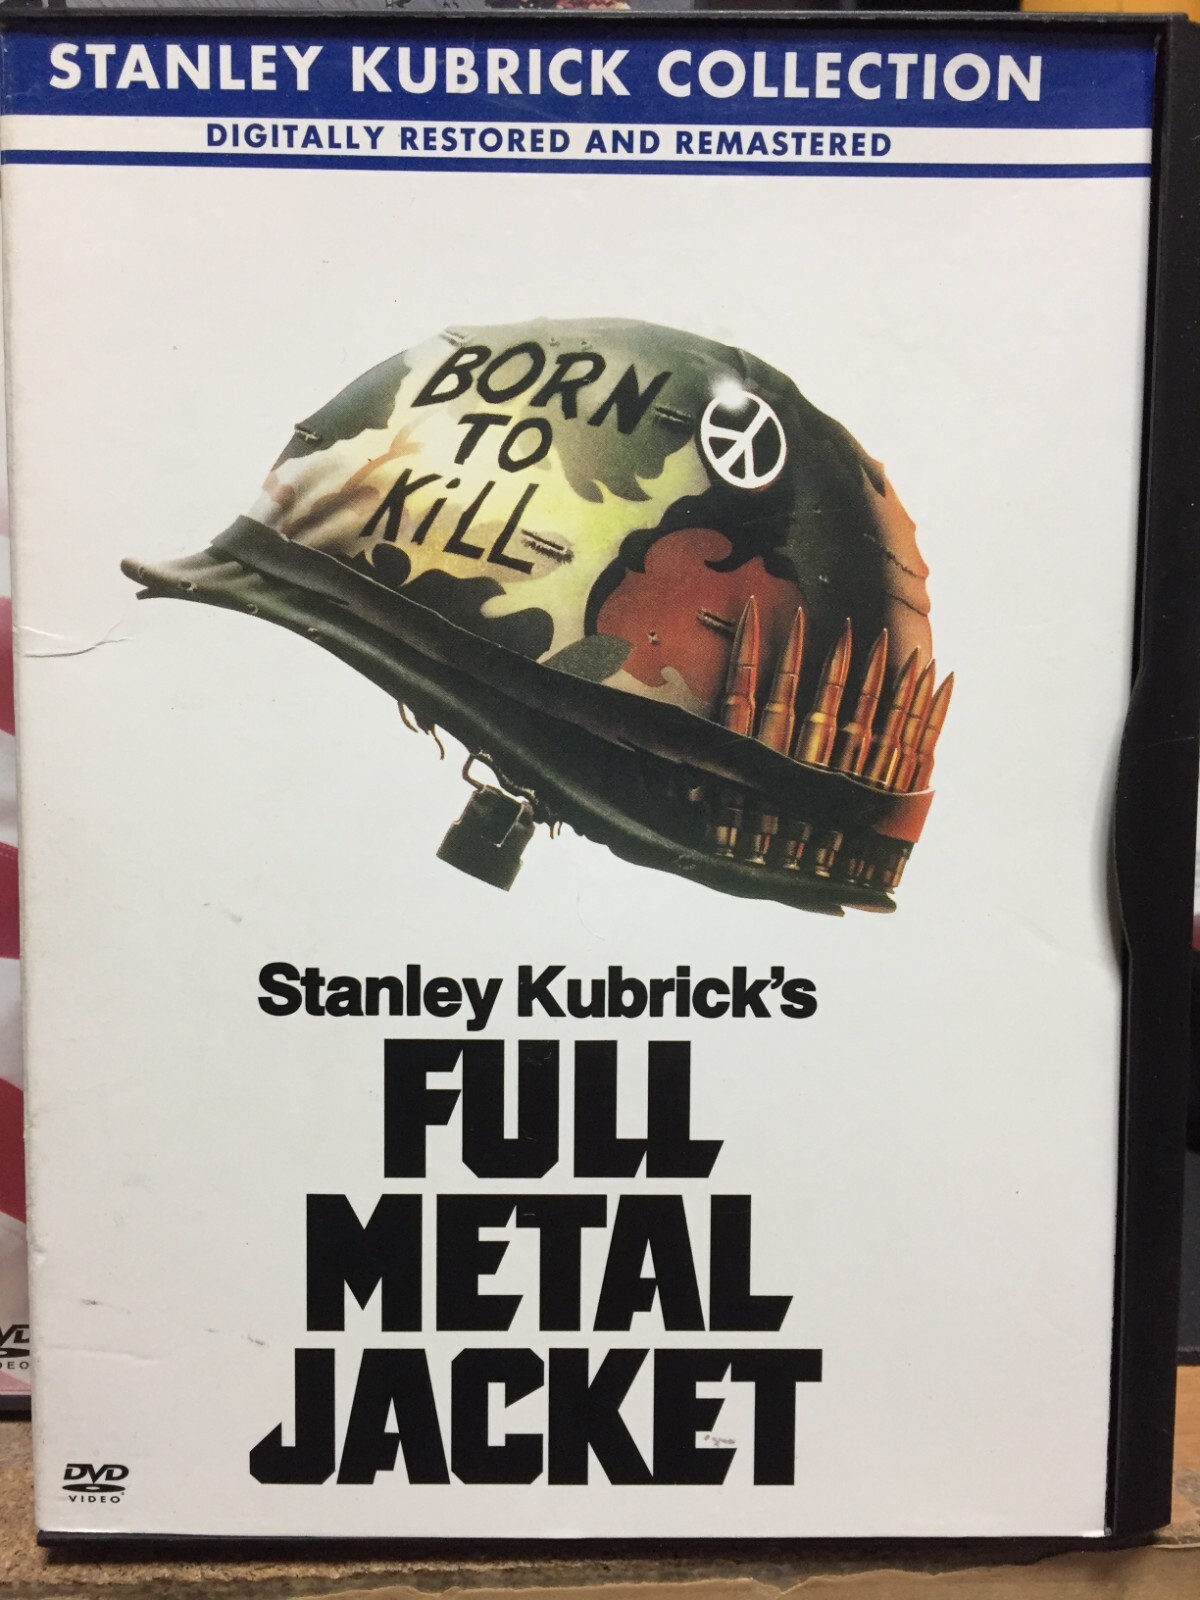 STANLEY KUBRICK COLLECTION
DIGITALLY RESTORED AND REMASTERED
BORN
TO
KiLL
Stanley Kubrick's
FULL
METAL
JACKET
DVD
VIDEO